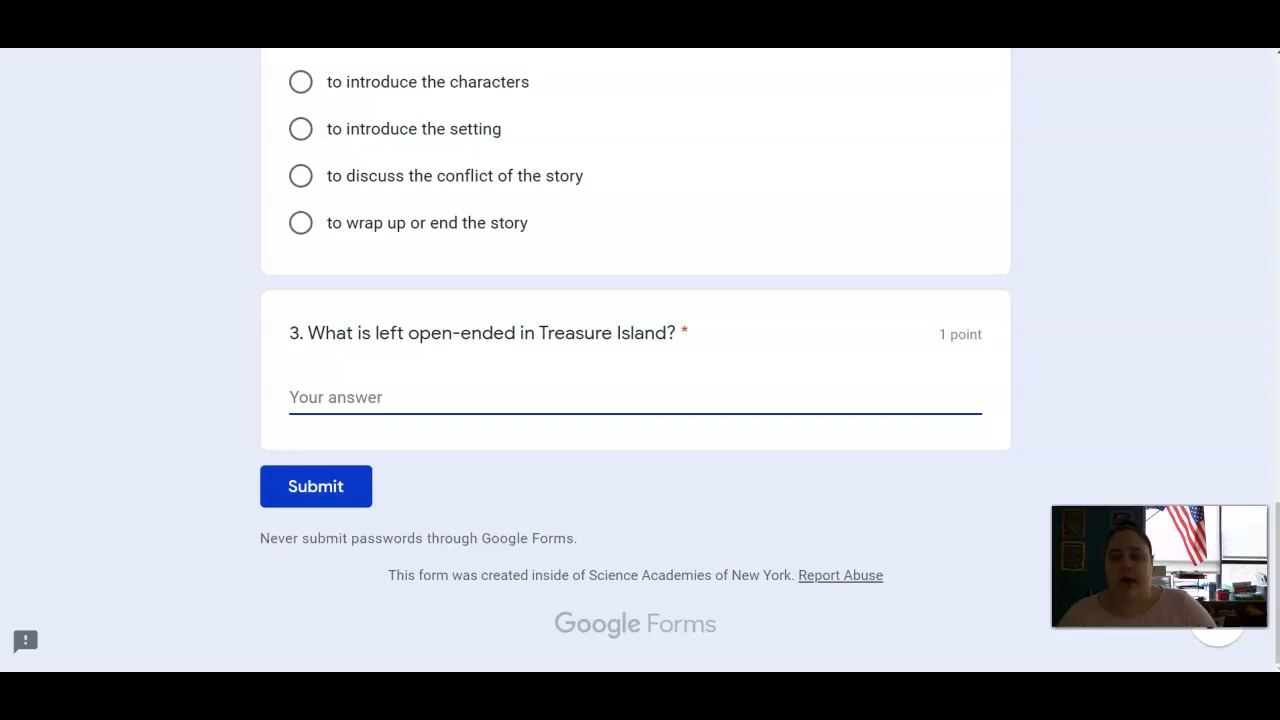 to introduce the characters
to introduce the setting
to discuss the conflict of the story
to wrap up or end the story
3. What is left open-ended in Treasure Island? *
1 point
Your answer
Submit
Never submit passwords through Google Forms.
This form was created inside of Science Academies of New York. Report Abuse
Google Forms